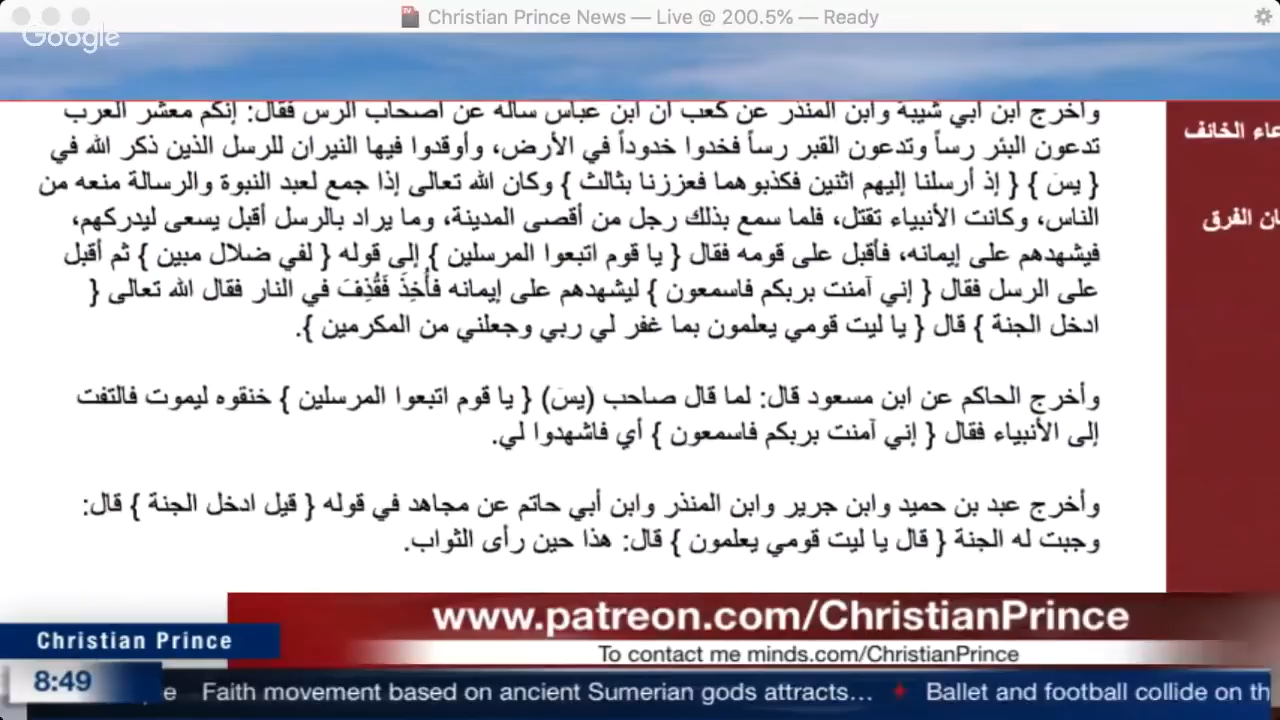 Christian Prince News — Live @ 200.5% — Ready
Google
وأخرج ابن أبي شيبة وابن المنذر عن كعب أن ابن عباس سأله عن أصحاب الرس فقال: إنكم معشر العرب
تدعون البئر رساً وتدعون القبر رساً فخدوا خدوداً في الأرض، وأوقدوا فيها النيران للرسل الذين ذكر الله في
{ يسَ } { إذ أرسلنا إليهم اثنين فكذبوهما فعززنا بثالث } وكان الله تعالى إذا جمع لعبد النبوة والرسالة منعه من
الناس، وكانت الأنبياء تقتل، فلما سمع بذلك رجل من أقصى المدينة، وما يراد بالرسل أقبل يسعى ليدركهم،
فيشهدهم على إيمانه، فأقبل على قومه فقال { يا قوم اتبعوا المرسلين } إلى قوله { لفي ضلال مبين } ثم أقبل
على الرسل فقال { إني آمنت بربكم فاسمعون } ليشهدهم على إيمانه فأُخِذَ فَقُذِفَ في النار فقال الله تعالى {
ادخل الجنة } قال { يا ليت قومي يعلمون بما غفر لي ربي وجعلني من المكرمين }.
وأخرج الحاكم عن ابن مسعود قال: لما قال صاحب (يسَ) { يا قوم اتبعوا المرسلين } خنقوه ليموت فالتفت
إلى الأنبياء فقال { إني آمنت بربكم فاسمعون } أي فاشهدوا لي.
وأخرج عبد بن حميد وابن جرير وابن المنذر وابن أبي حاتم عن مجاهد في قوله { قيل ادخل الجنة } قال:
وجبت له الجنة { قال يا ليت قومي يعلمون } قال: هذا حين رأى الثواب.
الخائف
الفرق
www.patreon.com/ChristianPrince
Christian Prince
To contact me minds.com/ChristianPrince
8:49
Faith movement based on ancient Sumerian gods attracts... Ballet and football collide on